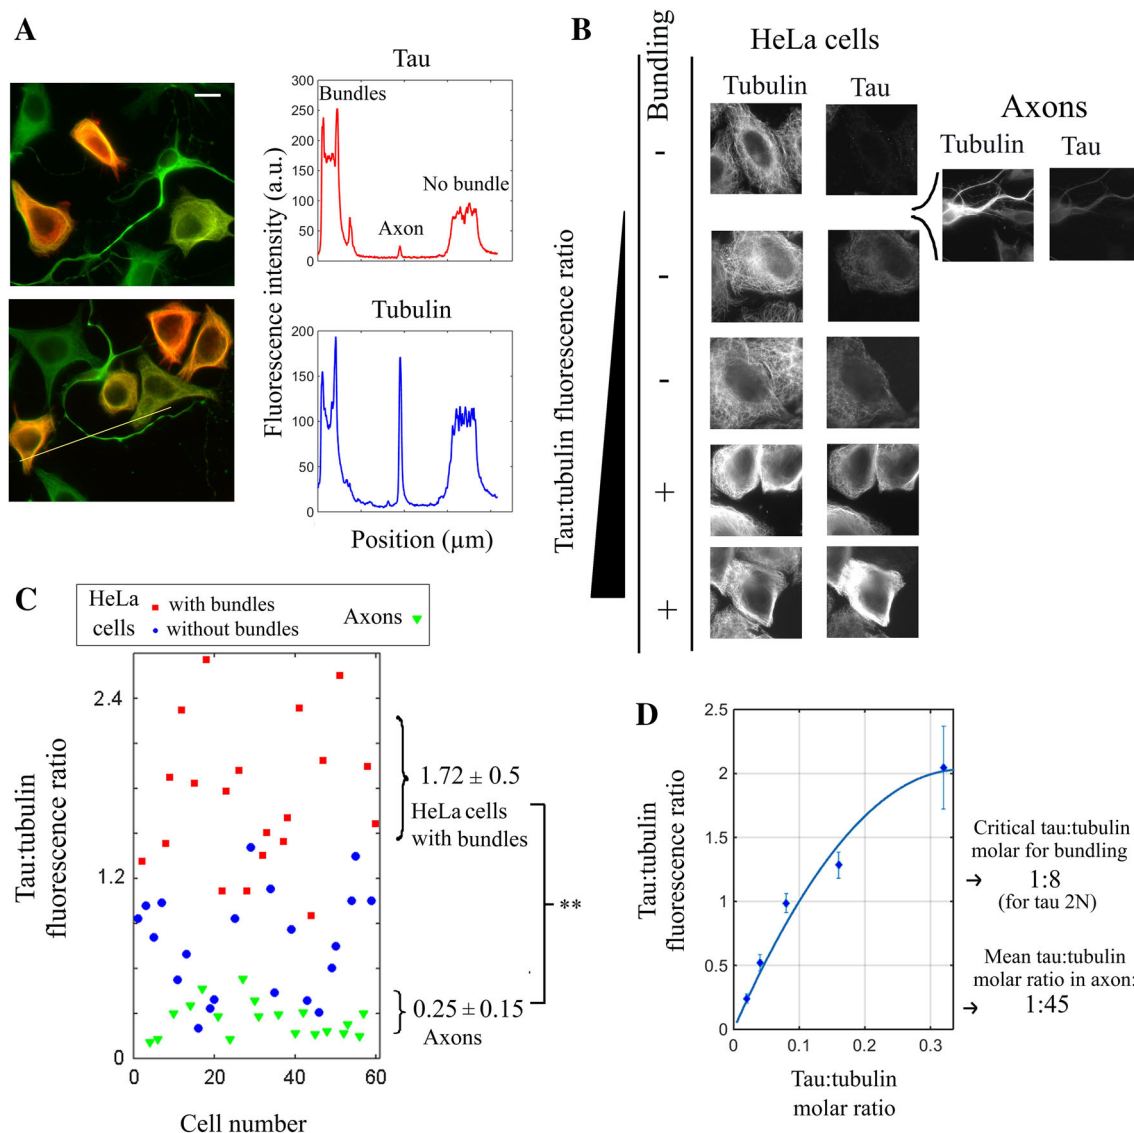 A
Tau
300
250
200
150
100
50
0
Bundles
No bundle
Axon
Fluorescence intensity (a.u.)
Tubulin
200
150
100
50
0
Position (µm)
B
Bundling
HeLa cells
Tubulin
Tau
Axons
Tubulin
Tau
Tau:tubulin fluorescence ratio
-
-
-
+
+
C
HeLa
cells
with bundles
without bundles
Axons
Tau:tubulin
fluorescence ratio
2.4
1.2
0
0
20
40
60
Cell number
1.72 ± 0.5
HeLa cells
with bundles
**
0.25 ± 0.15
Axons
D
Tau:tubulin
fluorescence ratio
2.5
2
1.5
1
0.5
0
0
0.1
0.2
0.3
Tau:tubulin
molar ratio
Critical tau:tubulin
molar for bundling
→ 1:8
(for tau 2N)
Mean tau:tubulin
molar ratio in axon:
→ 1:45